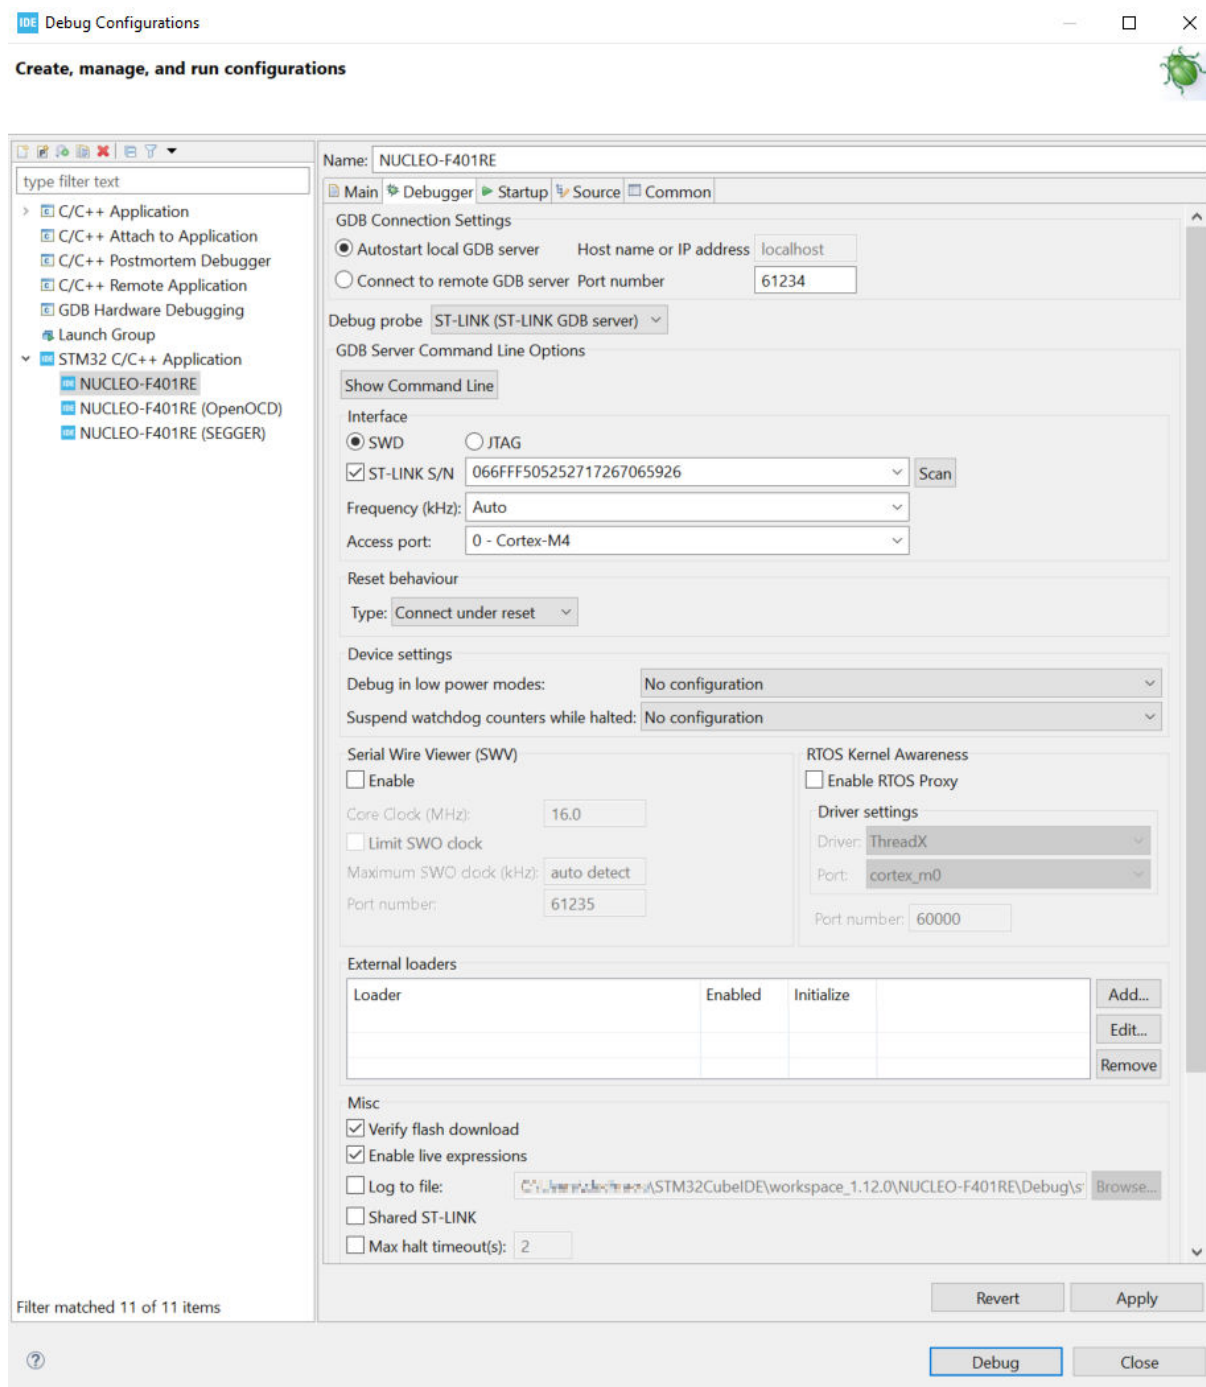 IDE Debug Configurations
Create, manage, and run configurations
Name: NUCLEO-F401RE
type filter text
Main Debugger Startup Source Common
C/C++ Application
C/C++ Attach to Application
C/C++ Postmortem Debugger
C/C++ Remote Application
GDB Hardware Debugging
Launch Group
STM32 C/C++ Application
NUCLEO-F401RE
NUCLEO-F401RE (OpenOCD)
NUCLEO-F401RE (SEGGER)
Filter matched 11 of 11 items
GDB Connection Settings
Autostart local GDB server Host name or IP address localhost
Connect to remote GDB server Port number 61234
Debug probe ST-LINK (ST-LINK GDB server)
GDB Server Command Line Options
Show Command Line
Interface
SWD JTAG
ST-LINK S/N 066FFF505252717267065926 Scan
Frequency (kHz): Auto
Access port: 0 - Cortex-M4
Reset behaviour
Type: Connect under reset
Device settings
Debug in low power modes: No configuration
Suspend watchdog counters while halted: No configuration
Serial Wire Viewer (SWV)
Enable
Core Clock (MHz): 16.0
Limit SWO clock
Maximum SWO clock (kHz): auto detect
Port number: 61235
RTOS Kernel Awareness
Enable RTOS Proxy
Driver settings
Driver: ThreadX
Port: cortex_m0
Port number: 60000
External loaders
Loader Enabled Initialize
Add...
Edit...
Remove
Misc
Verify flash download
Enable live expressions
Log to file: \STM32CubeIDE\workspace_1.12.0\NUCLEO-F401RE\Debug\s Browse...
Shared ST-LINK
Max halt timeout(s): 2
Revert Apply
Debug Close